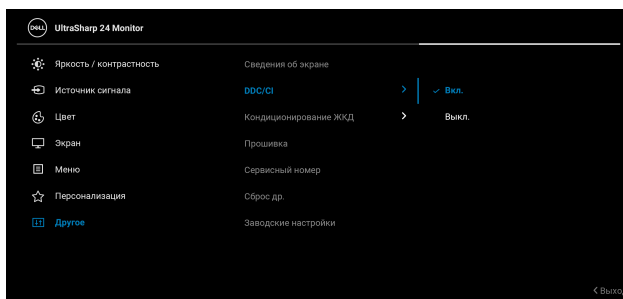 DELL UltraSharp 24 Monitor
Яркость / контрастность Сведения об экране
Источник сигнала DDC/CI Вкл.
Цвет Кондиционирование ЖКД Выкл.
Экран Прошивка
Меню Сервисный номер
Персонализация Сброс др.
Другое Заводские настройки
Выхо